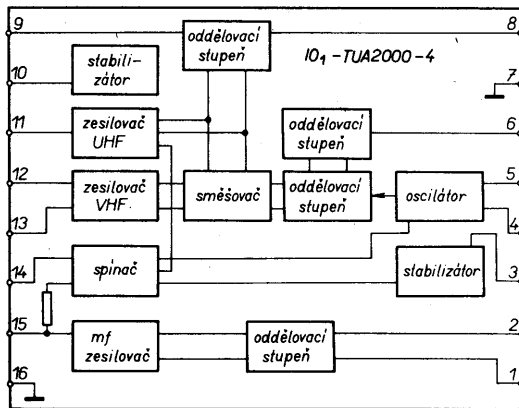 9
oddělovací
stupeň
8
IO1-TUA2000-4
stabili-
zátor
10
7
11
zesilovač
UHF
oddělovací
stupeň
6
12
zesilovač
VHF
směšovač
oddělovací
stupeň
oscilátor
5
13
4
14
spínač
stabilizátor
3
15
mf
zesilovač
oddělovací
stupeň
2
16
1